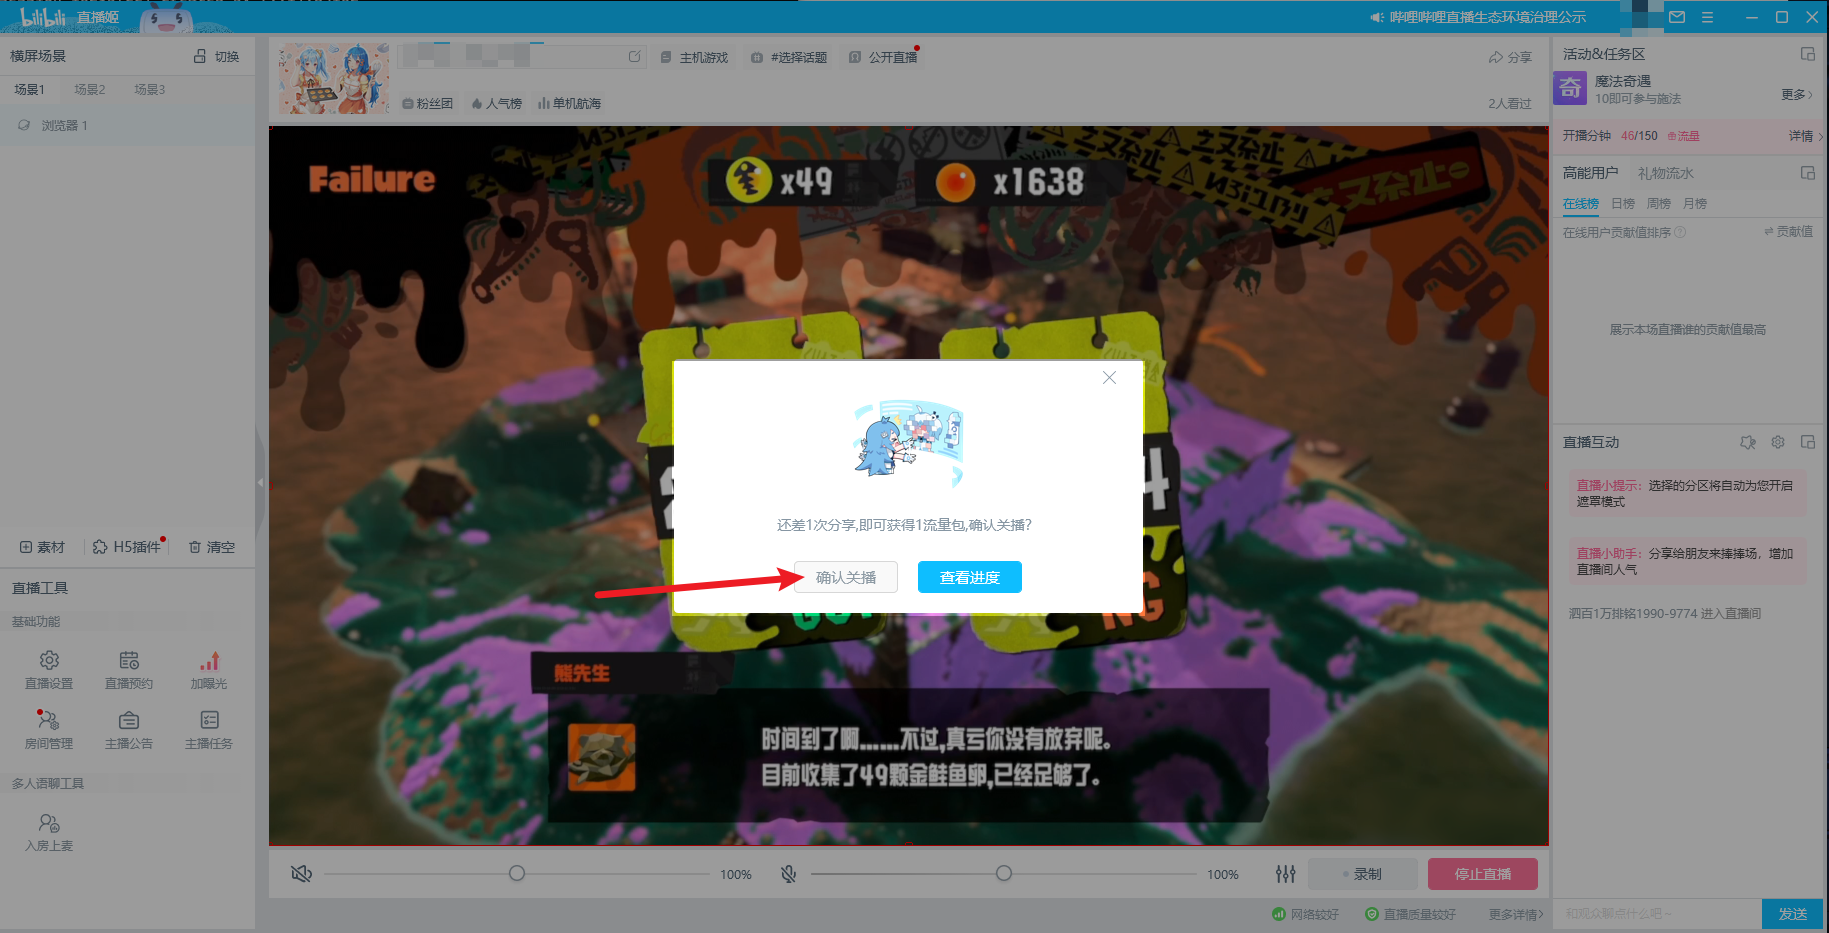 bilibili 直播姬
哔哩哔哩直播生态环境治理公示
横屏场景
切换
场景1
场景2
场景3
浏览器 1
素材
H5插件
清空
直播工具
基础功能
直播设置
直播预约
加曝光
房间管理
主播公告
主播任务
多人语聊工具
入房上麦
主机游戏
#选择话题
公开直播
分享
粉丝团
人气榜
单机航海
2人看过
Failure
x49
x1638
还差1次分享,即可获得1流量包,确认关播?
确认关播
查看进度
NG
熊先生
时间到了啊……不过,真亏你没有放弃呢。
目前收集了49颗金鲑鱼卵,已经足够了。
100%
100%
录制
停止直播
网络较好
直播质量较好
更多详情
活动&任务区
奇
魔法奇遇
10即可参与施法
更多
开播分钟 46/150
流量
详情
高能用户
礼物流水
在线榜
日榜
周榜
月榜
在线用户贡献值排序
贡献值
展示本场直播谁的贡献值最高
直播互动
直播小提示：选择的分区将自动为您开启
遮罩模式
直播小助手：分享给朋友来捧捧场，增加
直播间人气
泗百1万排铭1990-9774 进入直播间
和观众聊点什么吧~
发送